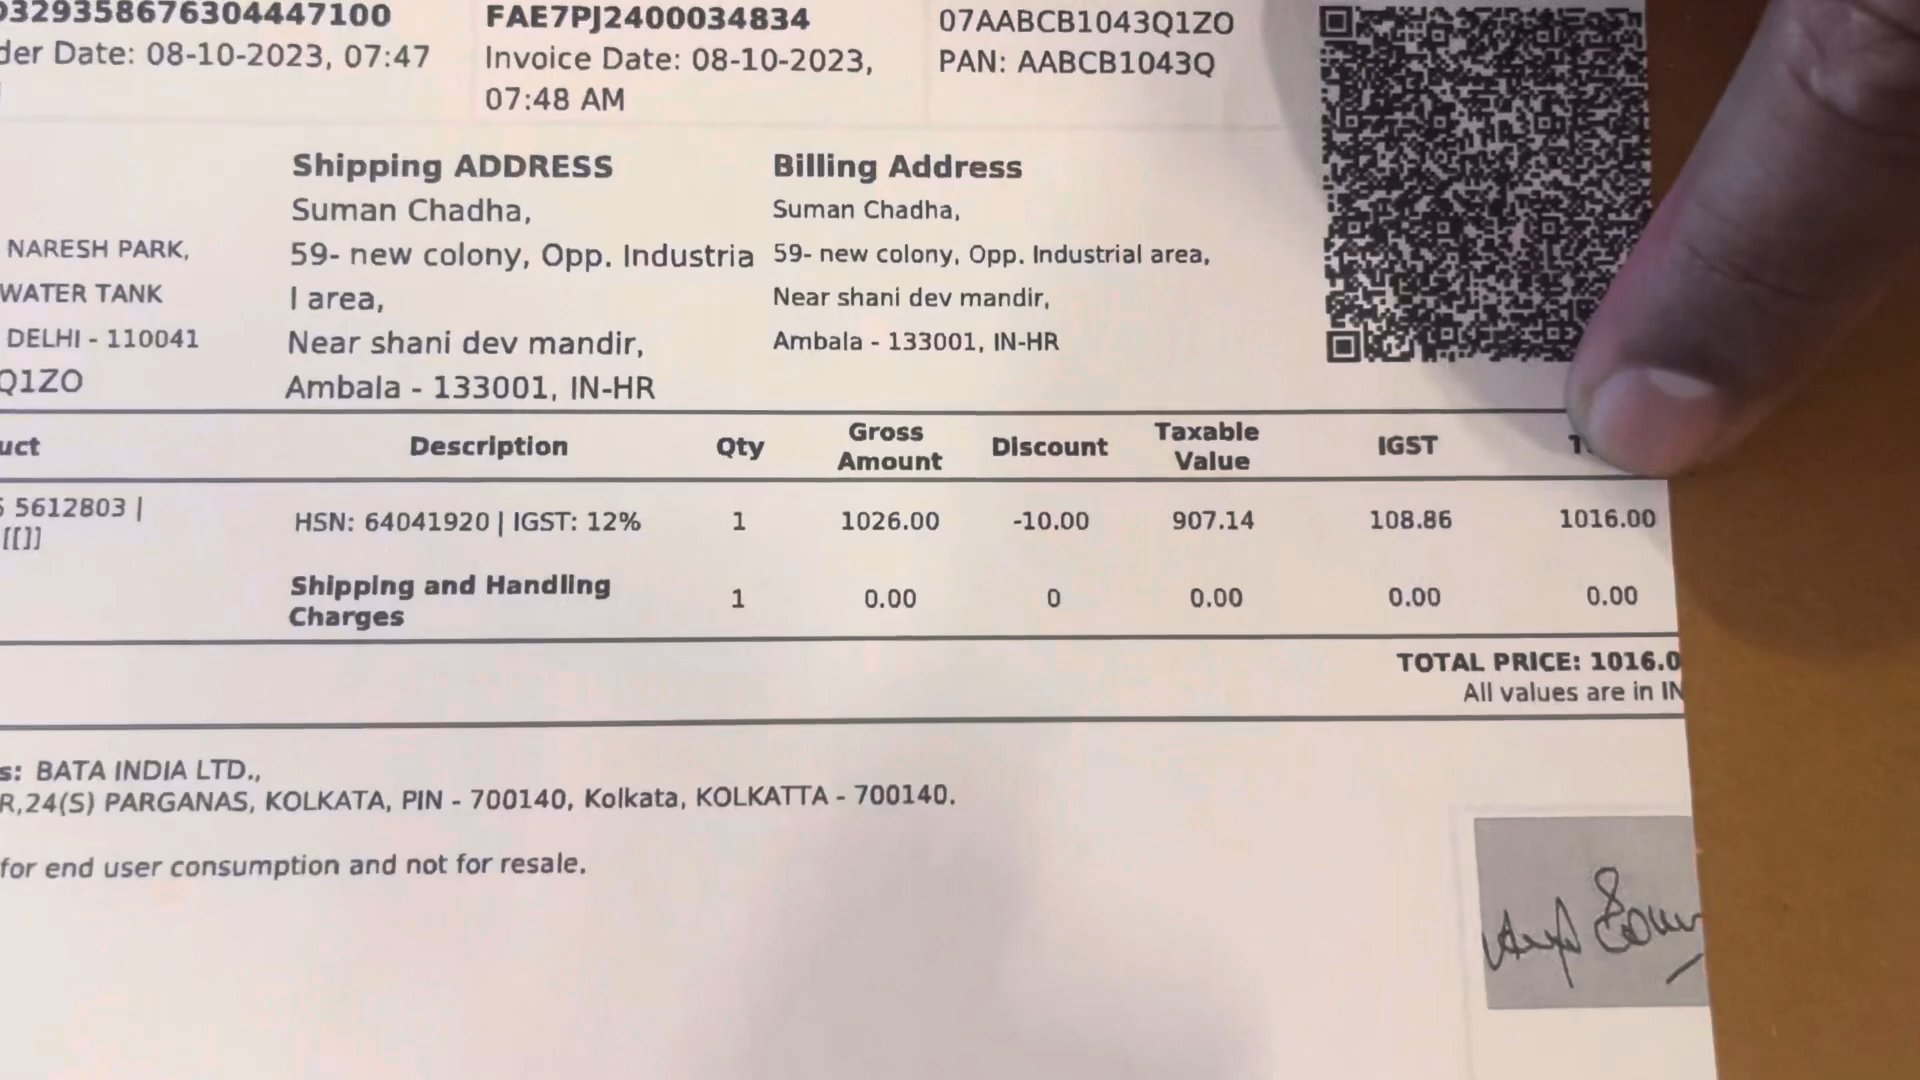 0329358676304447100
der Date: 08-10-2023, 07:47
FAE7PJ2400034834
Invoice Date: 08-10-2023,
07:48 AM
07AABCB1043Q1ZO
PAN: AABCB1043Q
NARESH PARK,
WATER TANK
DELHI - 110041
Q1ZO
Shipping ADDRESS
Suman Chadha,
59- new colony, Opp. Industria
l area,
Near shani dev mandir,
Ambala - 133001, IN-HR
Billing Address
Suman Chadha,
59- new colony, Opp. Industrial area,
Near shani dev mandir,
Ambala - 133001, IN-HR
uct Description Qty Gross Amount Discount Taxable Value IGST
5612803 |
[[]]
HSN: 64041920 | IGST: 12% 1 1026.00 -10.00 907.14 108.86 1016.00
Shipping and Handling
Charges 1 0.00 0 0.00 0.00 0.00
TOTAL PRICE: 1016.0
All values are in IN
s: BATA INDIA LTD.,
R,24(S) PARGANAS, KOLKATA, PIN - 700140, Kolkata, KOLKATTA - 700140.
for end user consumption and not for resale.